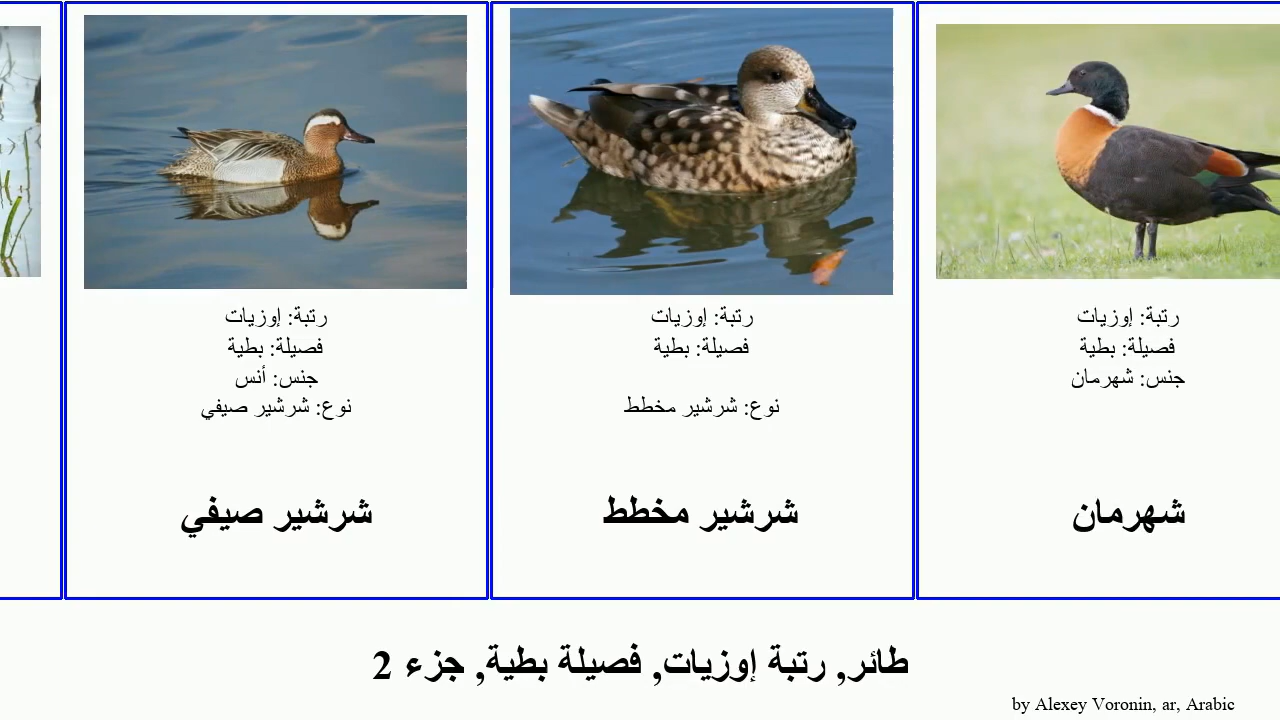 رتبة: إوزيات
فصيلة: بطية
جنس: أنس
نوع: شرشير صيفي
شرشير صيفي
رتبة: إوزيات
فصيلة: بطية
نوع: شرشير مخطط
شرشير مخطط
رتبة: إوزيات
فصيلة: بطية
جنس: شهرمان
شهرمان
طائر, رتبة إوزيات, فصيلة بطية, جزء 2
by Alexey Voronin, ar, Arabic